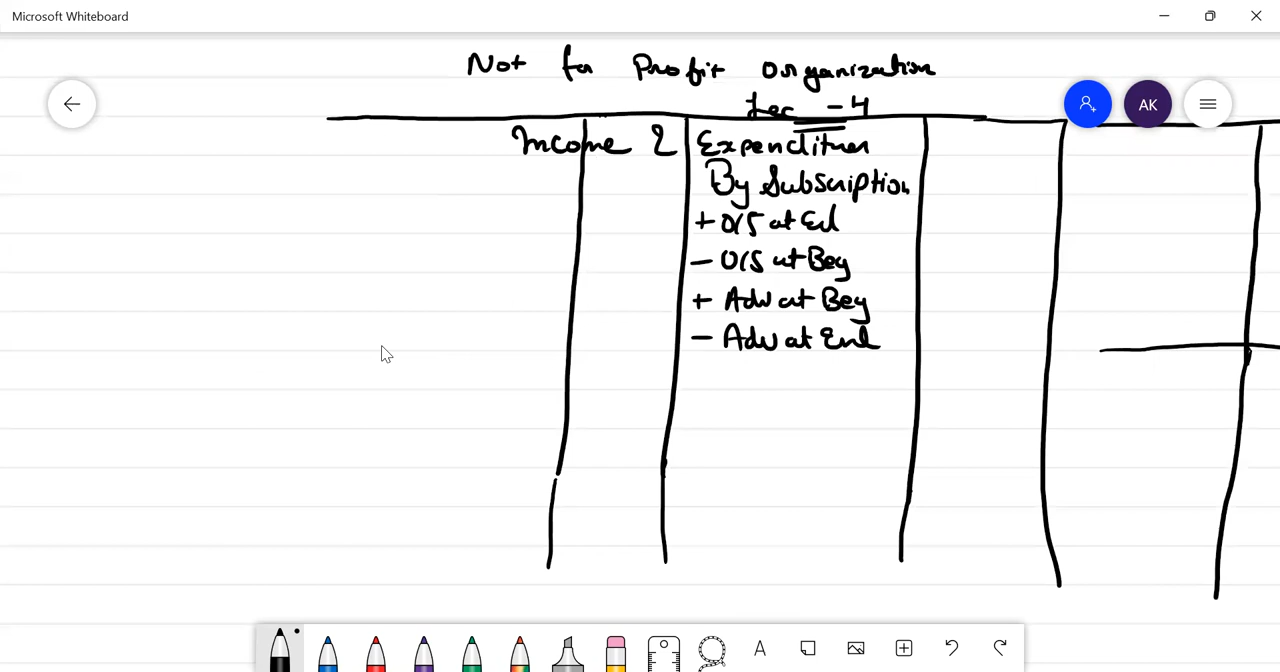 Microsoft Whiteboard
Not for Profit Organization
Lec - 4
AK
Income & Expenditure
By Subscription
+ O/S at End
- O/S at Beg
+ Adv at Beg
- Adv at End
A